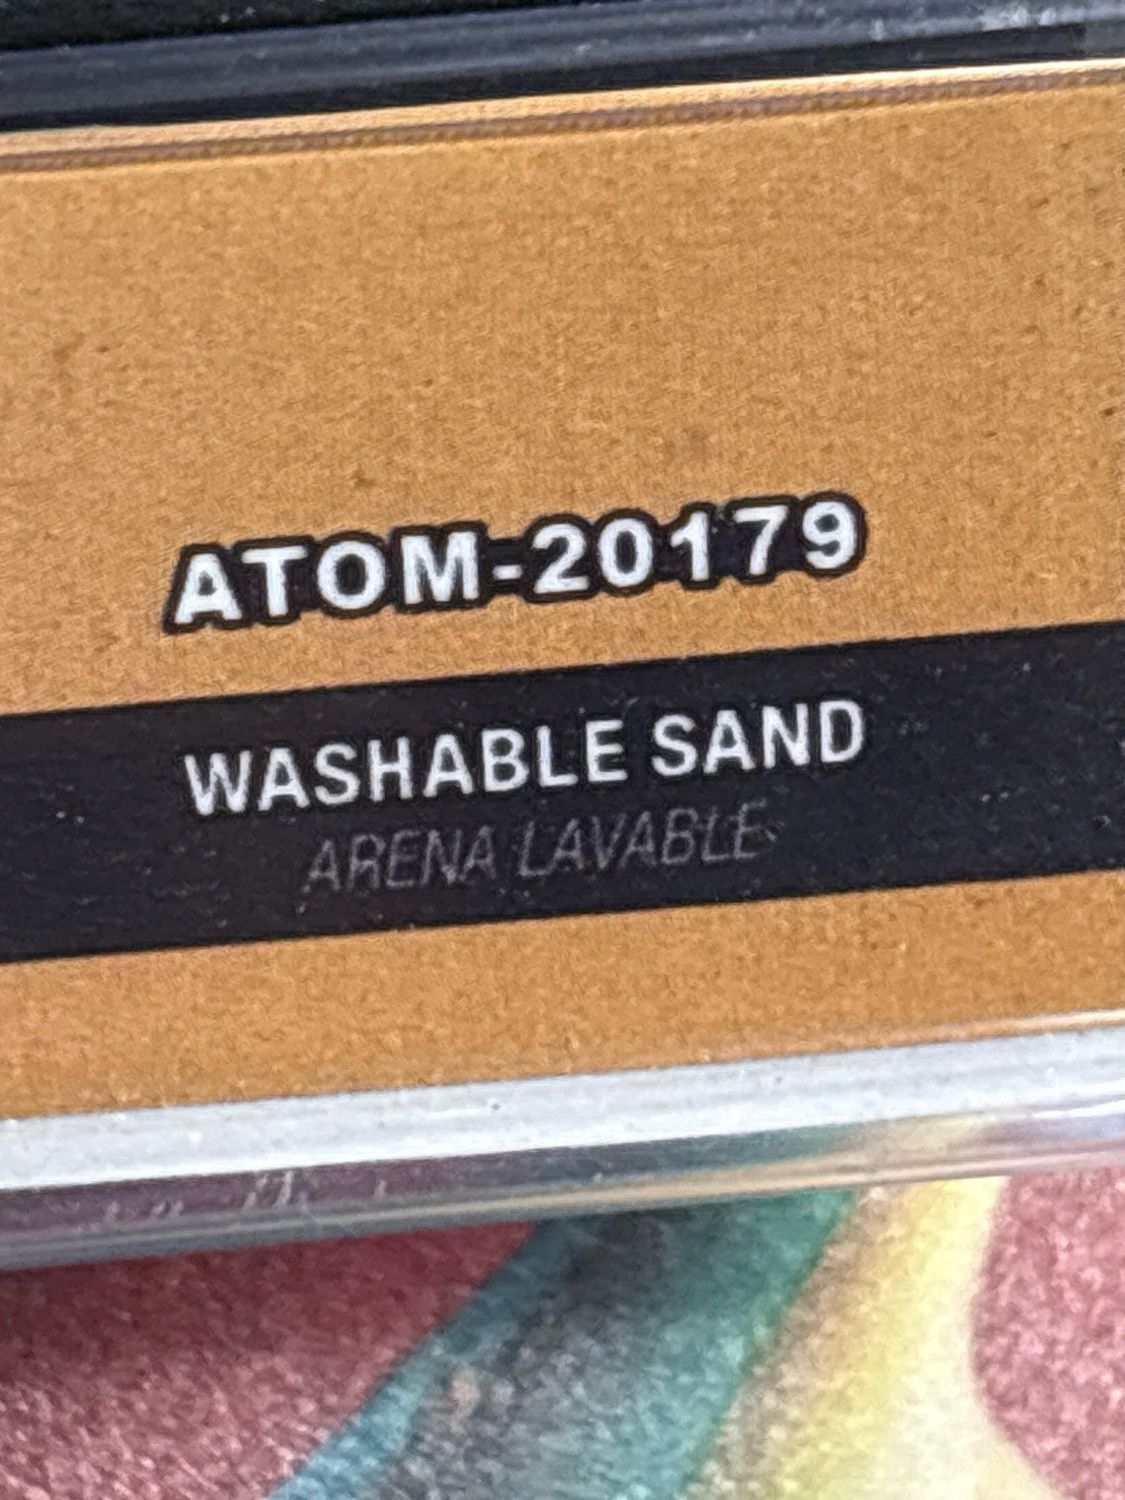 ATOM-20179
WASHABLE SAND
ARENA LAVABLE